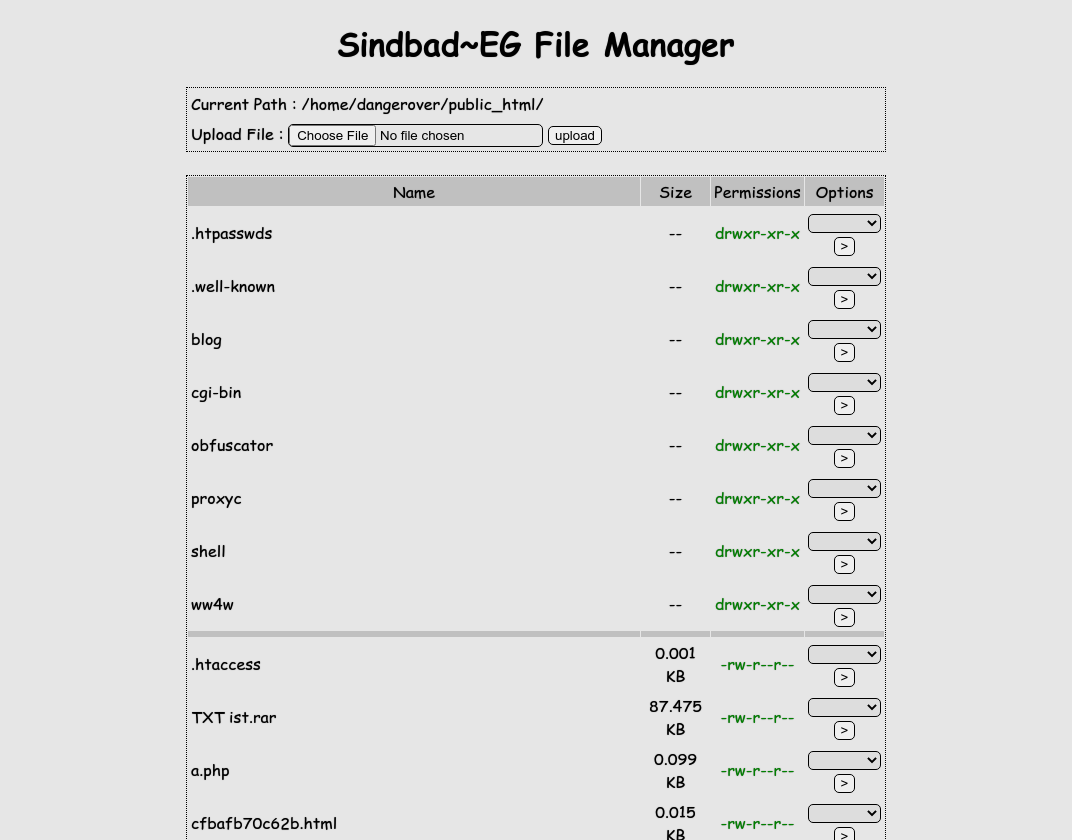 Sindbad~EG File Manager
Current Path : /home/dangerover/public_html/
Upload File : Choose File No file chosen upload
Name Size Permissions Options
.htpasswds -- drwxr-xr-x
>
.well-known -- drwxr-xr-x
>
blog -- drwxr-xr-x
>
cgi-bin -- drwxr-xr-x
>
obfuscator -- drwxr-xr-x
>
proxyc -- drwxr-xr-x
>
shell -- drwxr-xr-x
>
ww4w -- drwxr-xr-x
>
.htaccess 0.001 KB -rw-r--r--
>
TXT ist.rar 87.475 KB -rw-r--r--
>
a.php 0.099 KB -rw-r--r--
>
cfbafb70c62b.html 0.015 KB -rw-r--r--
>